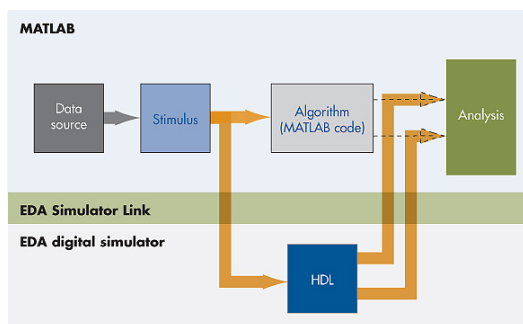 MATLAB
Data
source
Stimulus
Algorithm
(MATLAB code)
Analysis
EDA Simulator Link
EDA digital simulator
HDL